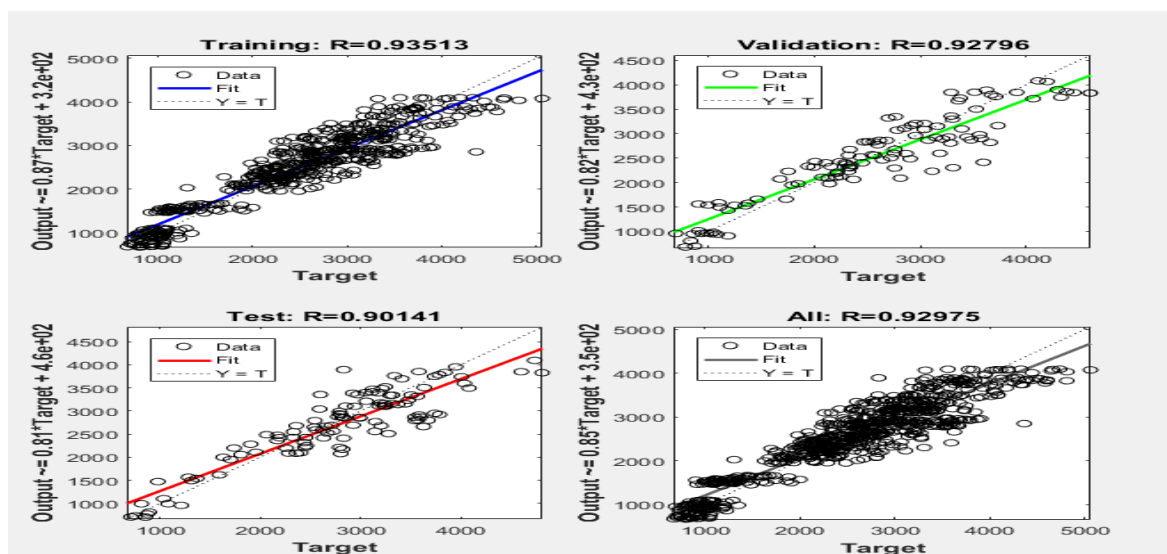 Training: R=0.93513
Output ~= 0.87*Target + 3.2e+02
5000
4000
3000
2000
1000
Data
Fit
Y = T
1000 2000 3000 4000 5000
Target
Validation: R=0.92796
Output ~= 0.82*Target + 4.3e+02
4500
4000
3500
3000
2500
2000
1500
1000
Data
Fit
Y = T
1000 2000 3000 4000
Target
Test: R=0.90141
Output ~= 0.81*Target + 4.6e+02
4500
4000
3500
3000
2500
2000
1500
1000
Data
Fit
Y = T
1000 2000 3000 4000
Target
All: R=0.92975
Output ~= 0.85*Target + 3.5e+02
5000
4000
3000
2000
1000
Data
Fit
Y = T
1000 2000 3000 4000 5000
Target